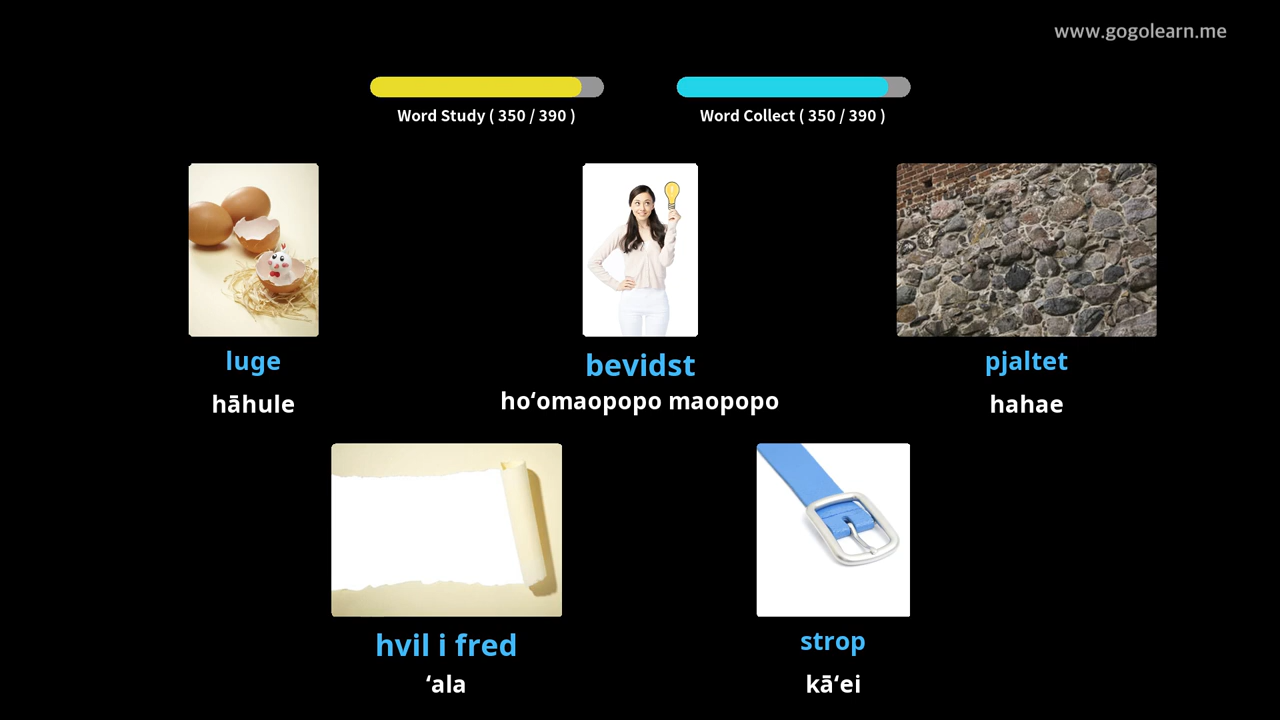 www.gogolearn.me
Word Study ( 350 / 390 )
Word Collect ( 350 / 390 )
luge
hāhule
bevidst
hoʻomaopopo maopopo
pjaltet
hahae
hvil i fred
ʻala
strop
kāʻei